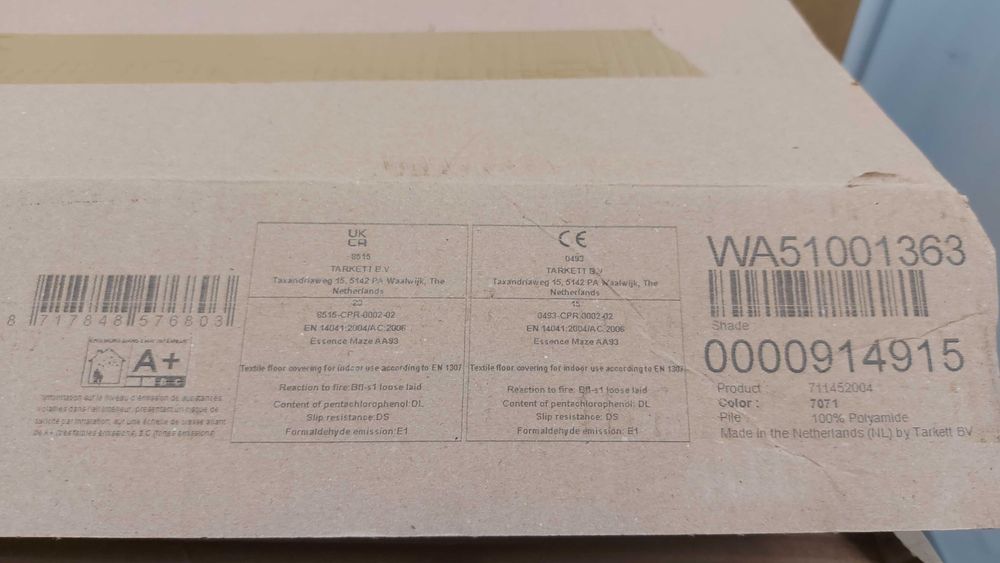 8 717848 576803
A+
UK
CA
8515
TARKETT B.V
Taxandriaweg 15, 5142 PA Waalwijk, The
Netherlands
8515-CPR-0002-02
EN 14041:2004/AC:2006
Essence Maze AA93
Textile floor covering for indoor use according to EN 1307
Reaction to fire: Bfl-s1 loose laid
Content of pentachlorophenol: DL
Slip resistance: DS
Formaldehyde emission: E1
CE
0493
TARKETT B.V
Taxandriaweg 15, 5142 PA Waalwijk, The
Netherlands
15
0493-CPR-0002-02
EN 14041:2004/AC:2006
Essence Maze AA93
Textile floor covering for indoor use according to EN 1307
Reaction to fire: Bfl-s1 loose laid
Content of pentachlorophenol: DL
Slip resistance: DS
Formaldehyde emission: E1
WA51001363
Shade
0000914915
Product 711452004
Color : 7071
Pile 100% Polyamide
Made in the Netherlands (NL) by Tarkett BV